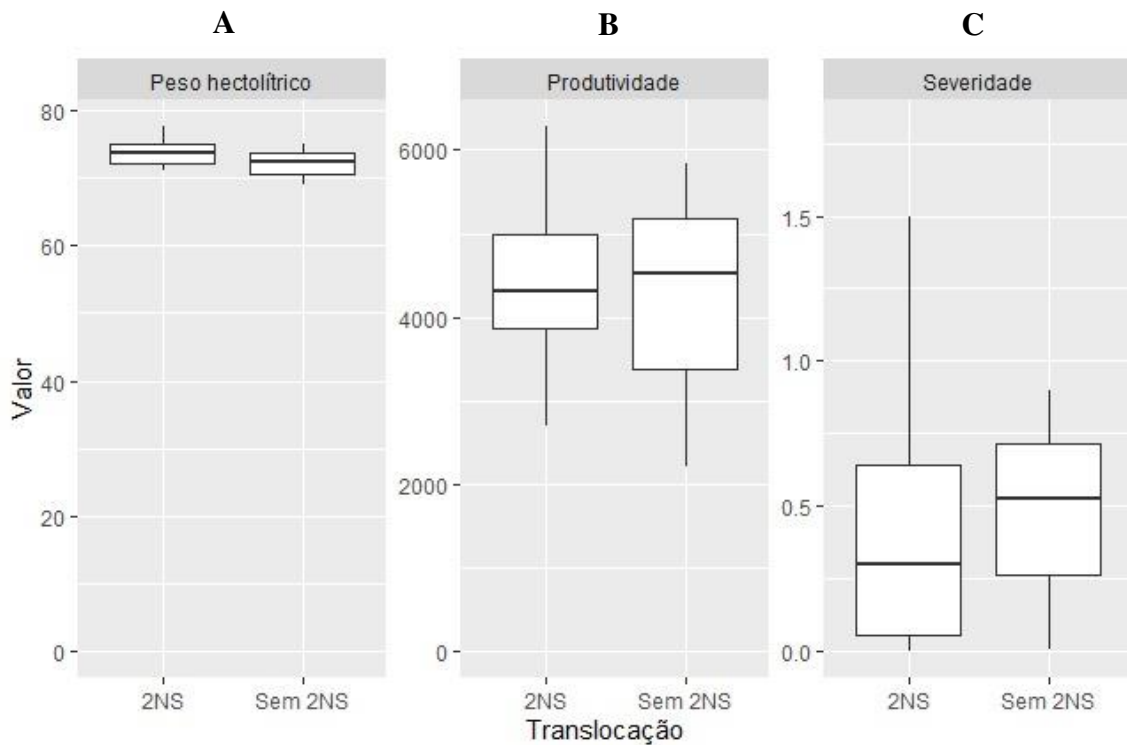 A
B
C
Peso hectolítrico
Produtividade
Severidade
Valor
80
60
40
20
0
6000
4000
2000
0
1.5
1.0
0.5
0.0
2NS
Sem 2NS
2NS
Sem 2NS
2NS
Sem 2NS
Translocação